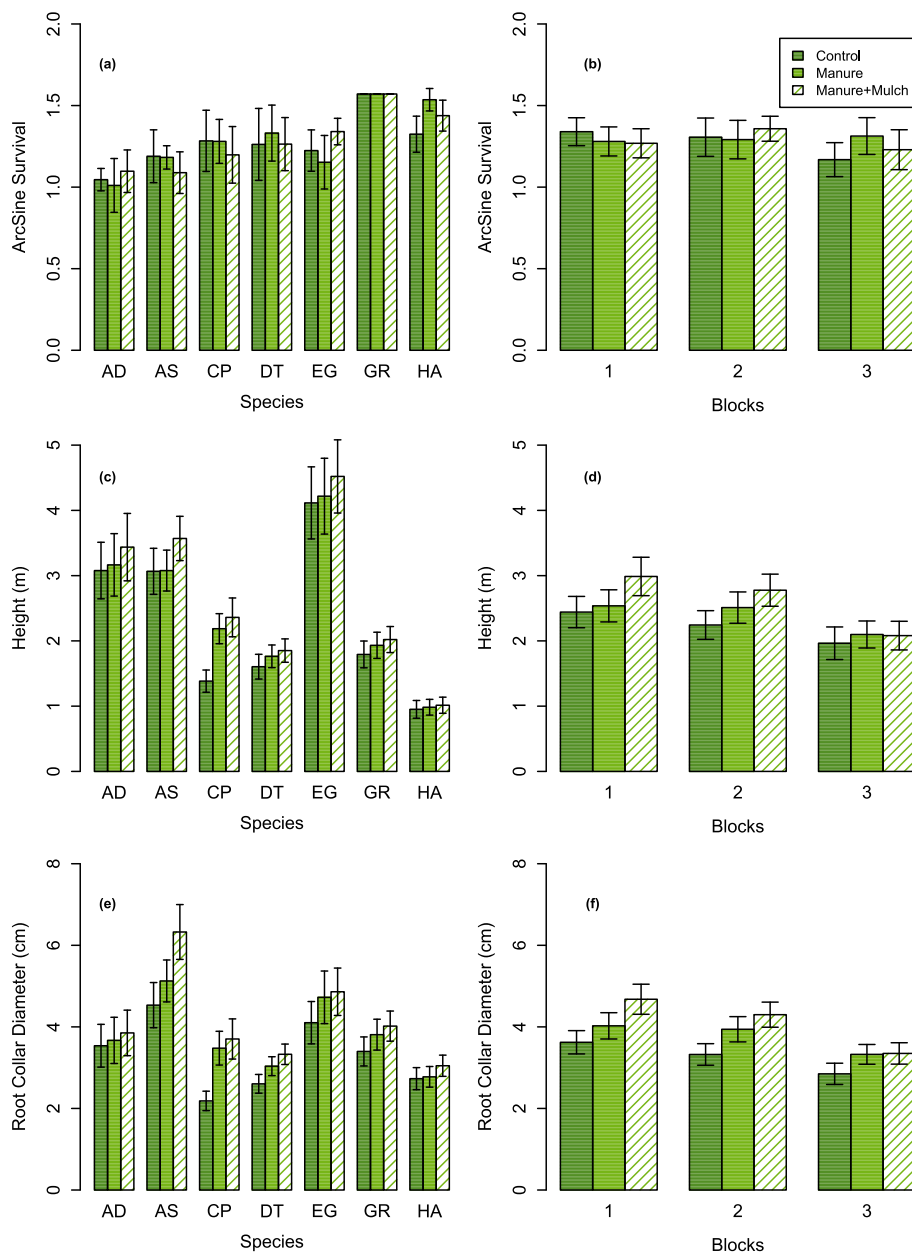 (a)
ArcSine Survival
0.0 0.5 1.0 1.5 2.0
AD AS CP DT EG GR HA
Species
(b)
Control
Manure
Manure+Mulch
ArcSine Survival
0.0 0.5 1.0 1.5 2.0
1 2 3
Blocks
(c)
Height (m)
0 1 2 3 4 5
AD AS CP DT EG GR HA
Species
(d)
Height (m)
0 1 2 3 4 5
1 2 3
Blocks
(e)
Root Collar Diameter (cm)
0 2 4 6 8
AD AS CP DT EG GR HA
Species
(f)
Root Collar Diameter (cm)
0 2 4 6 8
1 2 3
Blocks